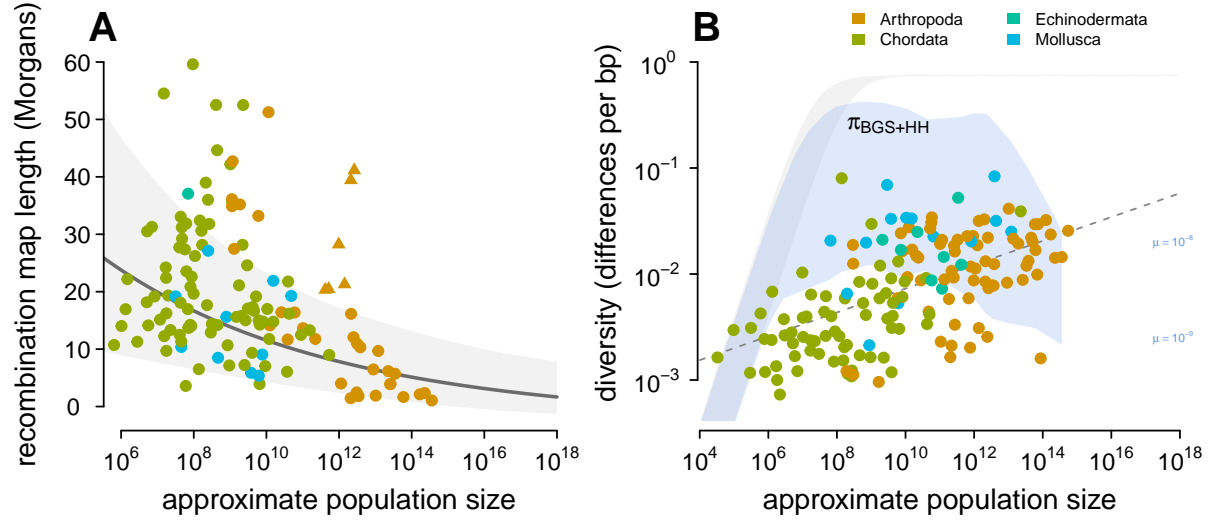 A
recombination map length (Morgans)
60
50
40
30
20
10
0
10^6
10^8
10^10
10^12
10^14
10^16
10^18
approximate population size
B
Arthropoda
Chordata
Echinodermata
Mollusca
diversity (differences per bp)
10^0
10^−1
10^−2
10^−3
πBGS+HH
μ = 10^−8
μ = 10^−9
10^4
10^6
10^8
10^10
10^12
10^14
10^16
10^18
approximate population size